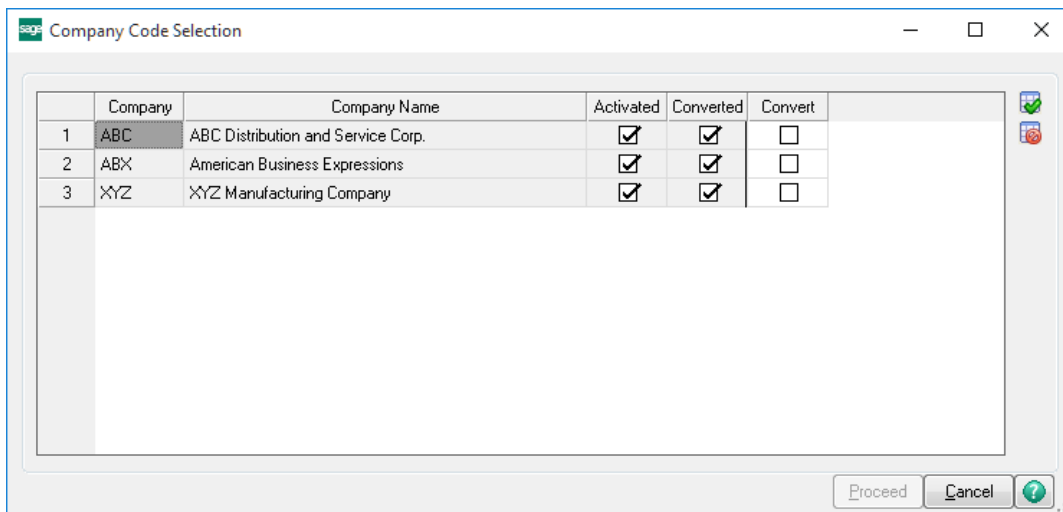 sage Company Code Selection
Company Company Name Activated Converted Convert
1 ABC ABC Distribution and Service Corp.
2 ABX American Business Expressions
3 XYZ XYZ Manufacturing Company
Proceed Cancel ?